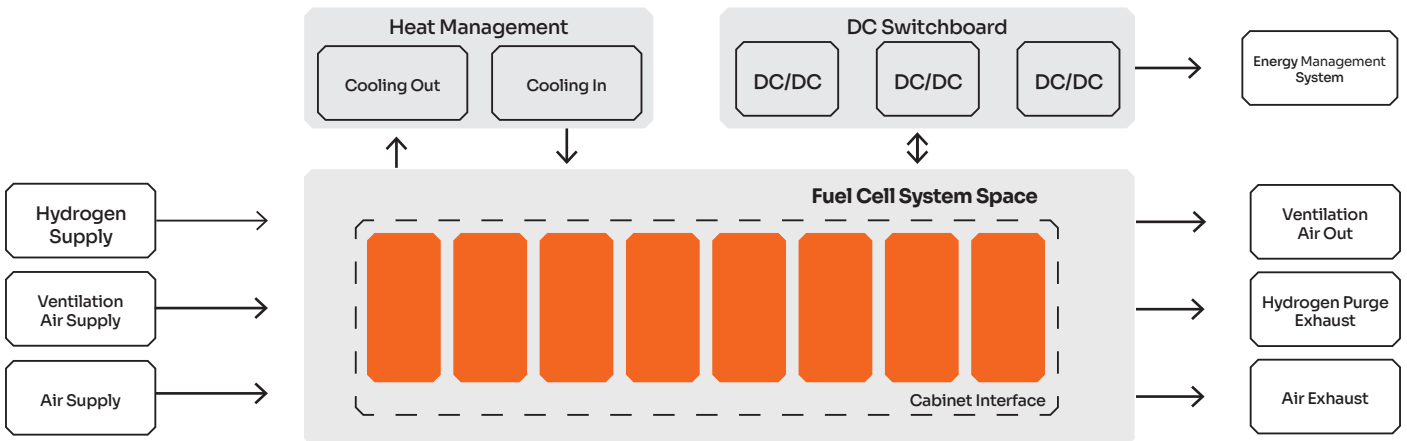 Heat Management
Cooling Out
Cooling In
DC Switchboard
DC/DC
DC/DC
DC/DC
Energy Management
System
Hydrogen
Supply
Ventilation
Air Supply
Air Supply
Fuel Cell System Space
Cabinet Interface
Ventilation
Air Out
Hydrogen Purge
Exhaust
Air Exhaust